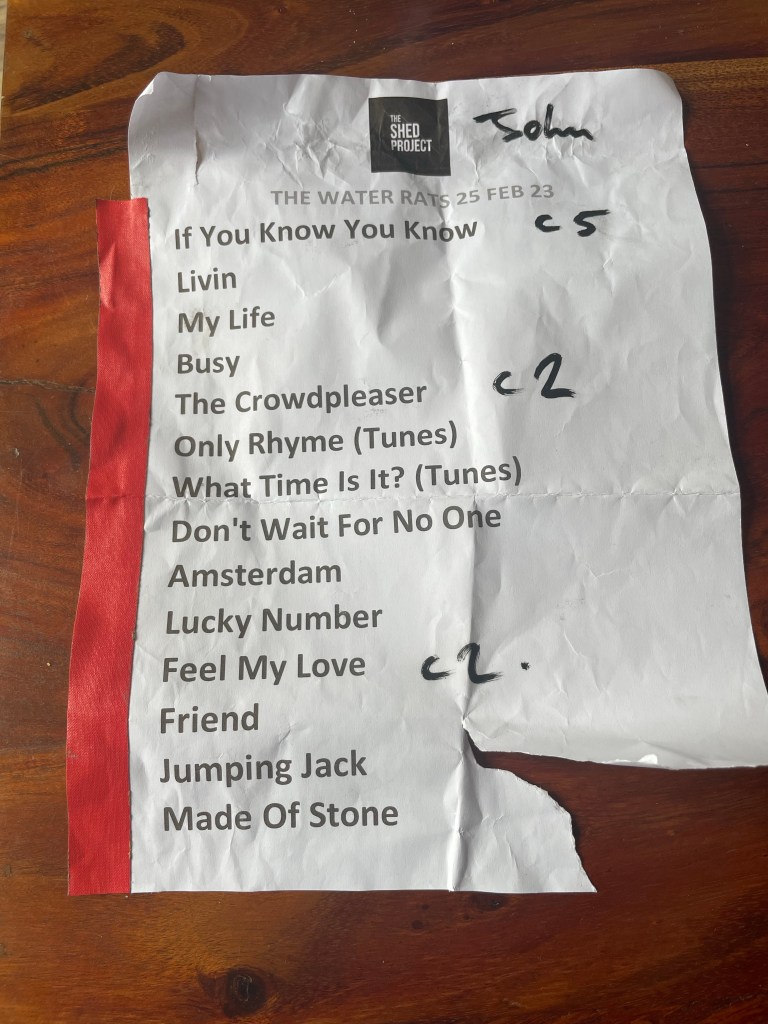 THE
SHED
PROJECT
John
THE WATER RATS 25 FEB 23
If You Know You Know c5
Livin
My Life
Busy
The Crowdpleaser c2
Only Rhyme (Tunes)
What Time Is It? (Tunes)
Don't Wait For No One
Amsterdam
Lucky Number
Feel My Love c2.
Friend
Jumping Jack
Made Of Stone